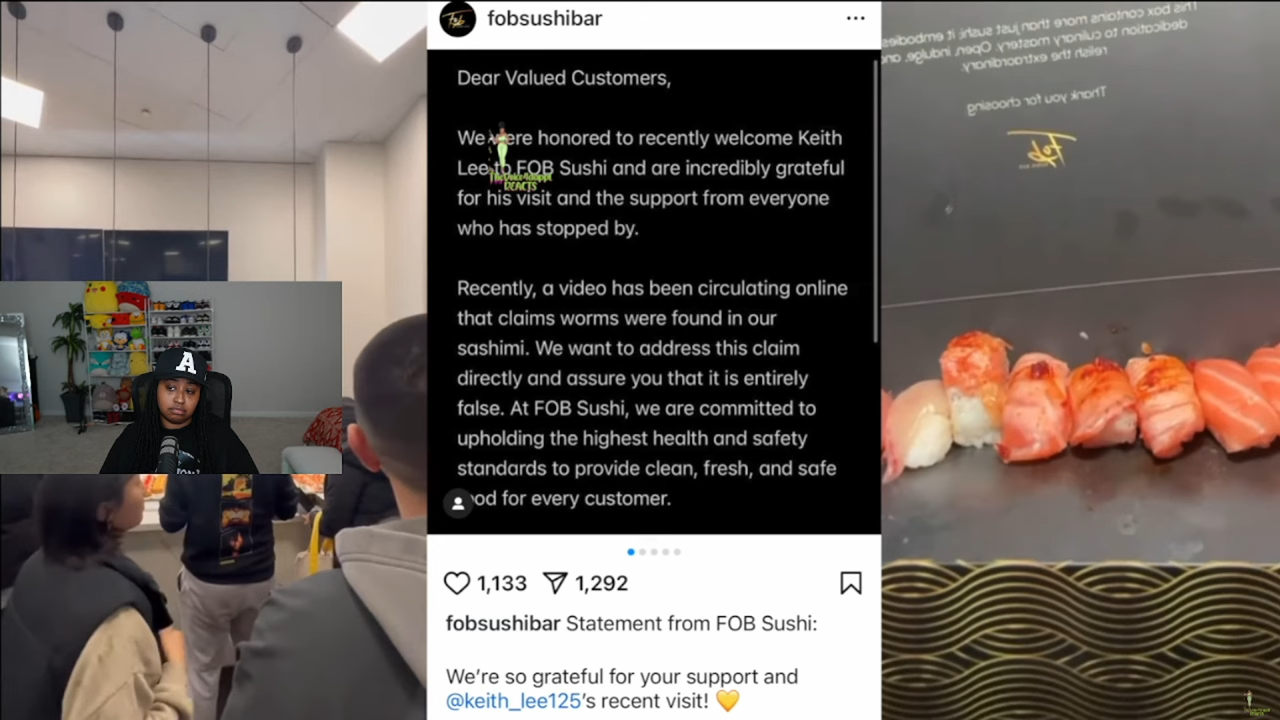 fobsushibar
Dear Valued Customers,
We were honored to recently welcome Keith
Lee to FOB Sushi and are incredibly grateful
for his visit and the support from everyone
who has stopped by.
Recently, a video has been circulating online
that claims worms were found in our
sashimi. We want to address this claim
directly and assure you that it is entirely
false. At FOB Sushi, we are committed to
upholding the highest health and safety
standards to provide clean, fresh, and safe
food for every customer.
1,133 1,292
fobsushibar Statement from FOB Sushi:
We're so grateful for your support and
@keith_lee125's recent visit! 💛
This box contains more than just sushi; it embodies
dedication to culinary mastery. Open, indulge, and
relish the extraordinary.
Thank you for choosing
Fob
A
REACTS